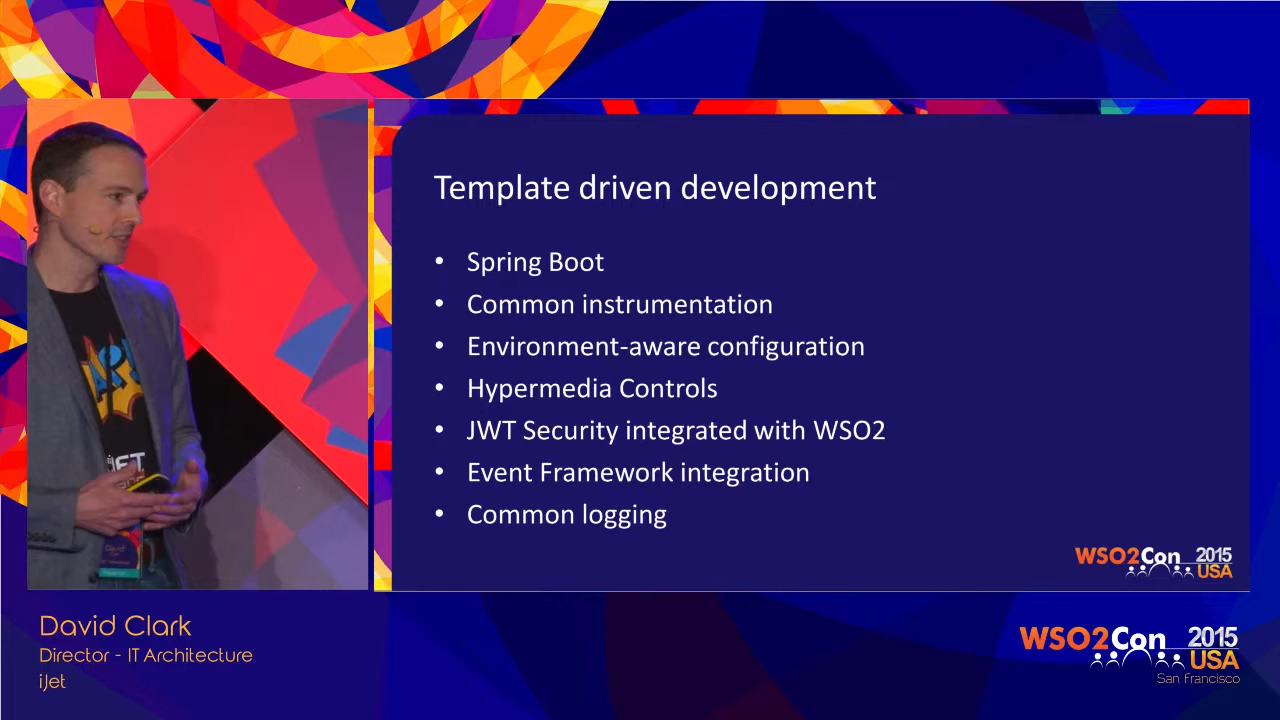 Template driven development
• Spring Boot
• Common instrumentation
• Environment-aware configuration
• Hypermedia Controls
• JWT Security integrated with WSO2
• Event Framework integration
• Common logging
WSO2Con 2015
USA
David Clark
Director - IT Architecture
iJet
WSO2Con 2015
USA
San Francisco
David